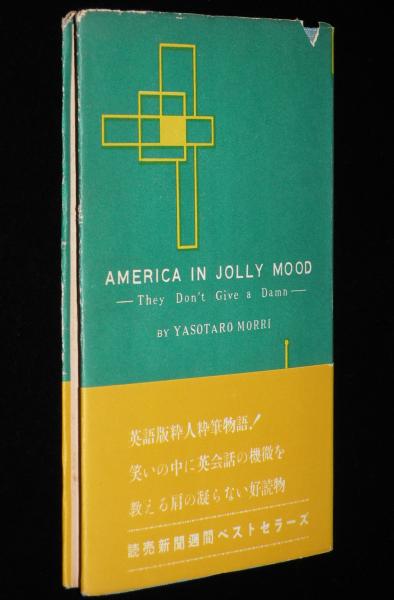 AMERICA IN JOLLY MOOD
— They Don't Give a Damn —
BY YASOTARO MORRI
英語版粋人粋筆物語！
笑いの中に英会話の機微を
教える肩の凝らない好読物
読売新聞週間ベストセラーズ